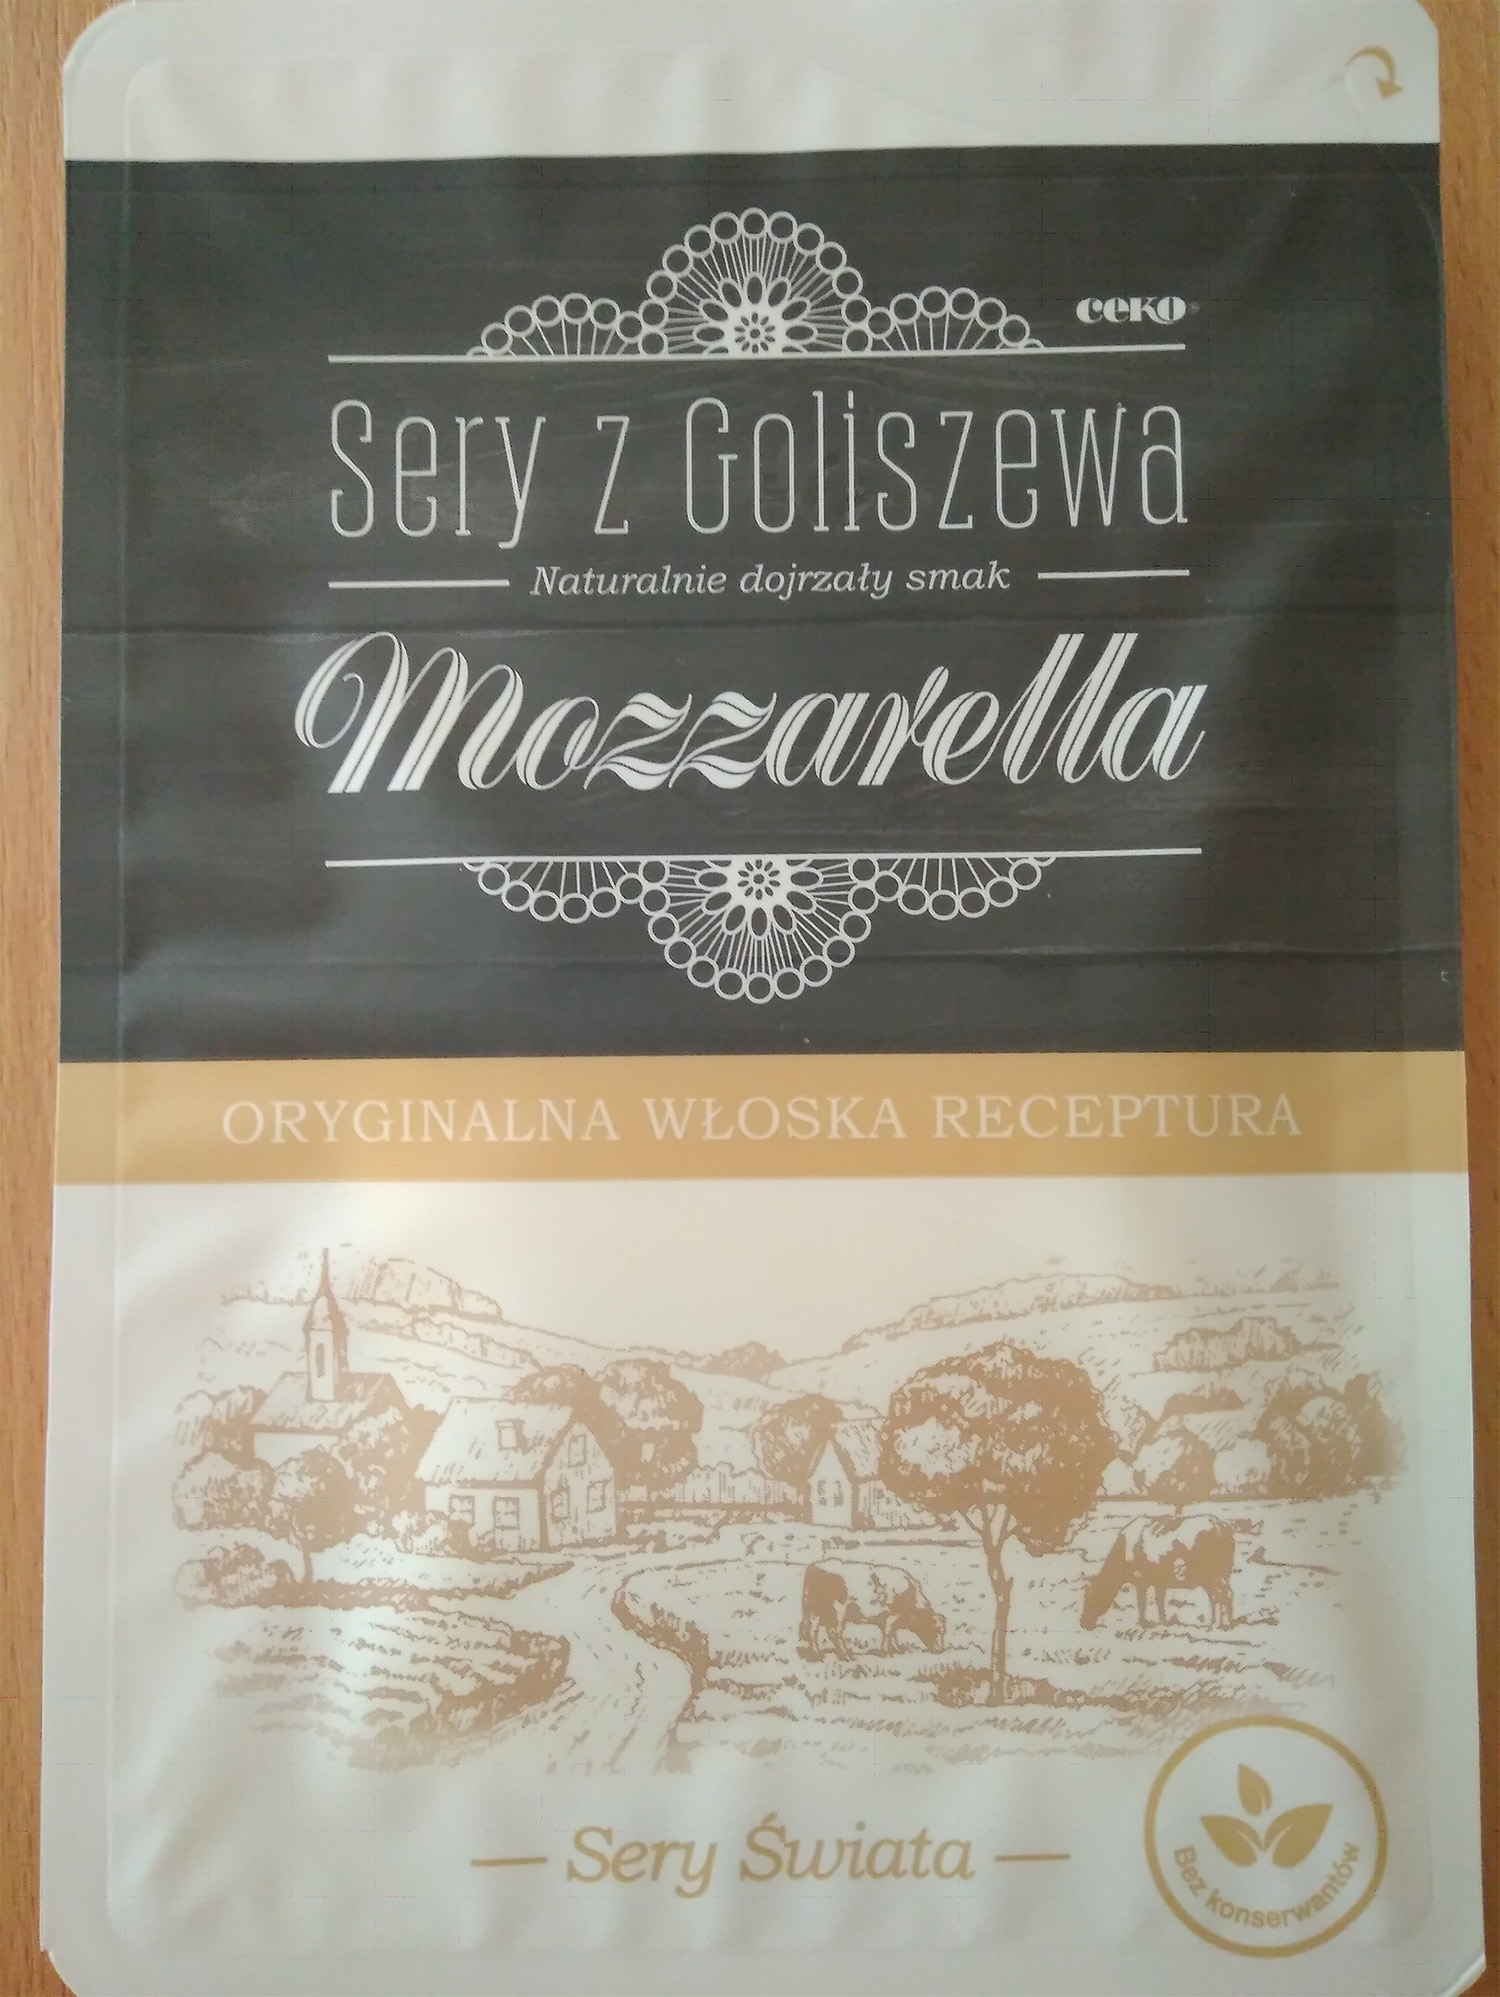 ceko
Sery z Goliszewa
Naturalnie dojrzały smak
Mozzarella
ORYGINALNA WŁOSKA RECEPTURA
Sery Świata
Bez konserwantów